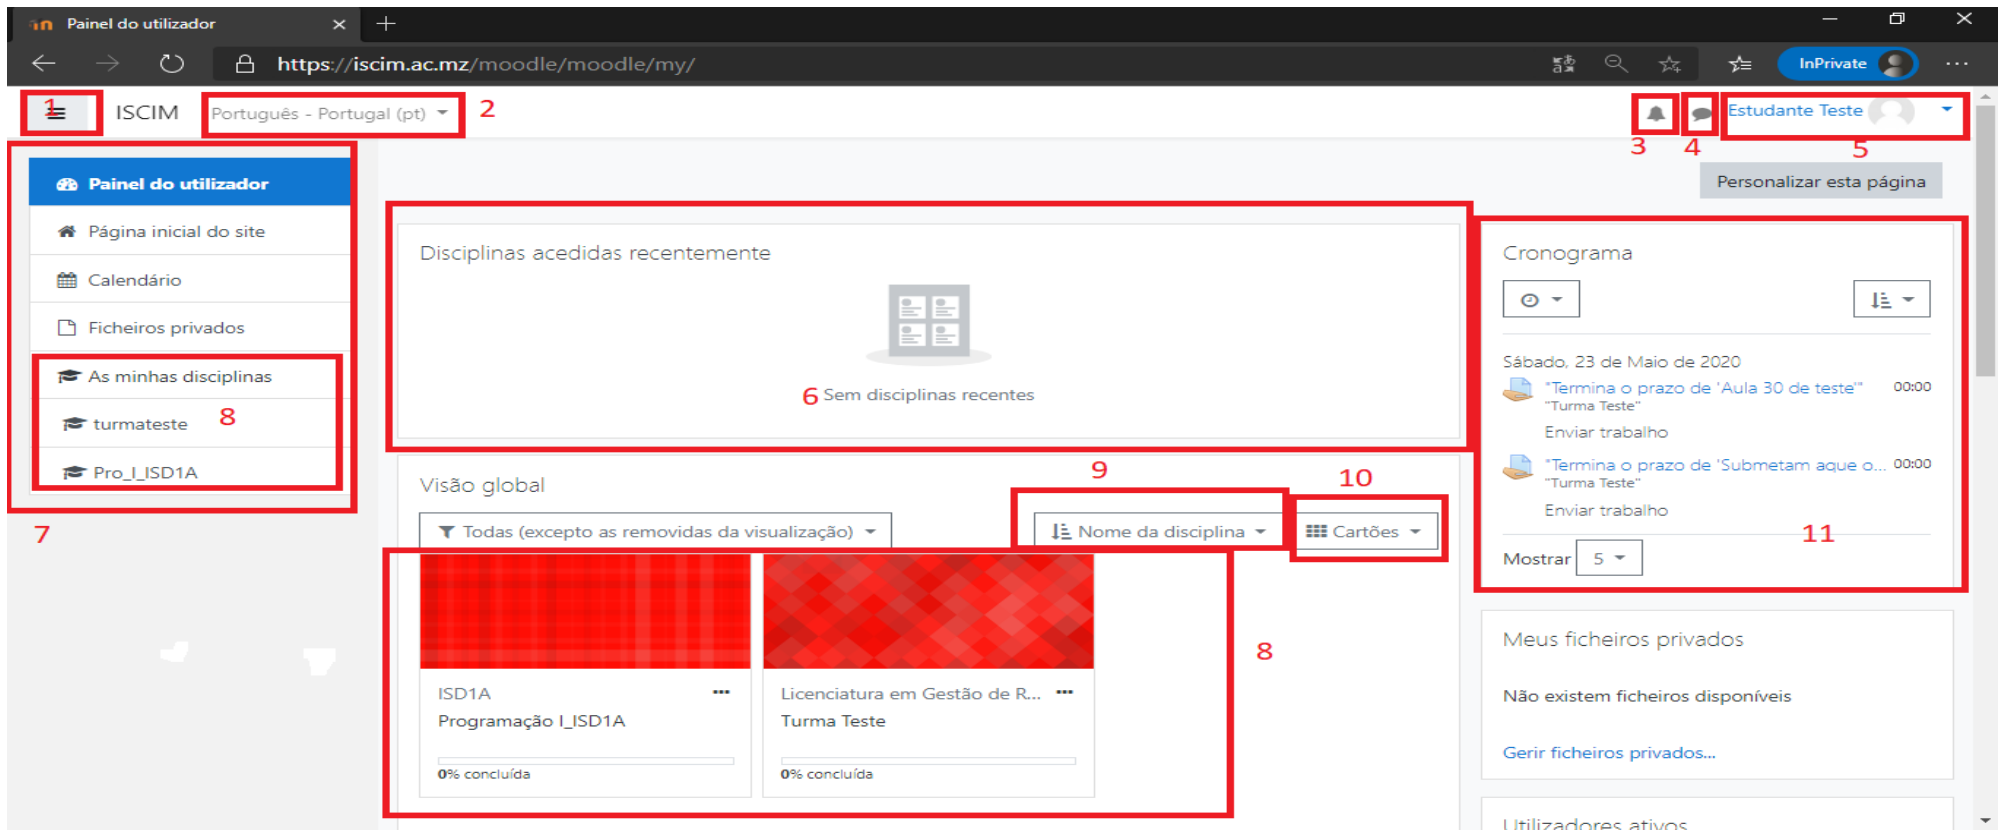 Painel do utilizador
https://iscim.ac.mz/moodle/moodle/my/
InPrivate
1
ISCIM
Português - Portugal (pt)
2
3
4
Estudante Teste
5
Personalizar esta página
Painel do utilizador
Página inicial do site
Calendário
Ficheiros privados
As minhas disciplinas
turmateste
8
Pro_I_ISD1A
7
Disciplinas acedidas recentemente
6 Sem disciplinas recentes
Visão global
9
10
Todas (excepto as removidas da visualização)
Nome da disciplina
Cartões
ISD1A
Programação I_ISD1A
0% concluída
Licenciatura em Gestão de R...
Turma Teste
0% concluída
8
Cronograma
Sábado, 23 de Maio de 2020
"Termina o prazo de 'Aula 30 de teste'" 00:00
"Turma Teste"
Enviar trabalho
"Termina o prazo de 'Submetam aque o... 00:00
"Turma Teste"
Enviar trabalho
11
Mostrar 5
Meus ficheiros privados
Não existem ficheiros disponíveis
Gerir ficheiros privados...
Utilizadores ativos